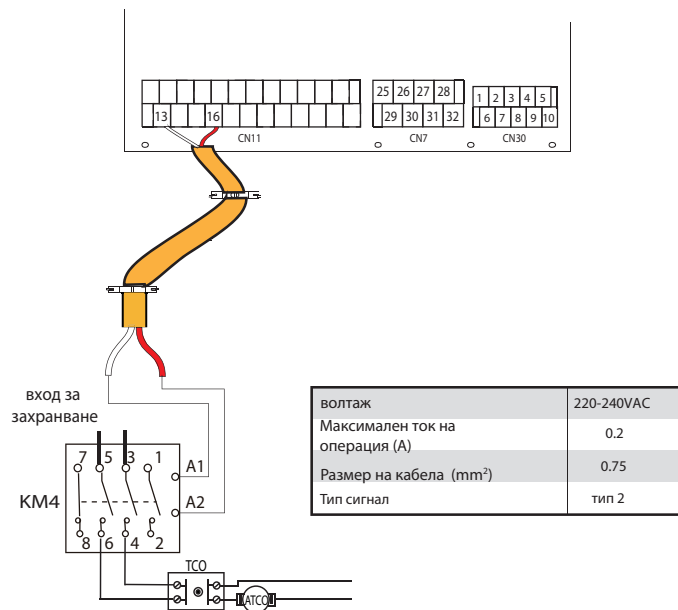 25 26 27 28
1 2 3 4 5
13 16
29 30 31 32
6 7 8 9 10
CN11
CN7
CN30
вход за
захранване
волтаж 220-240VAC
Максимален ток на
операция (A) 0.2
Размер на кабела (mm²) 0.75
Тип сигнал тип 2
7 5 3 1
A1
KM4
A2
8 6 4 2
TCO
ATCO